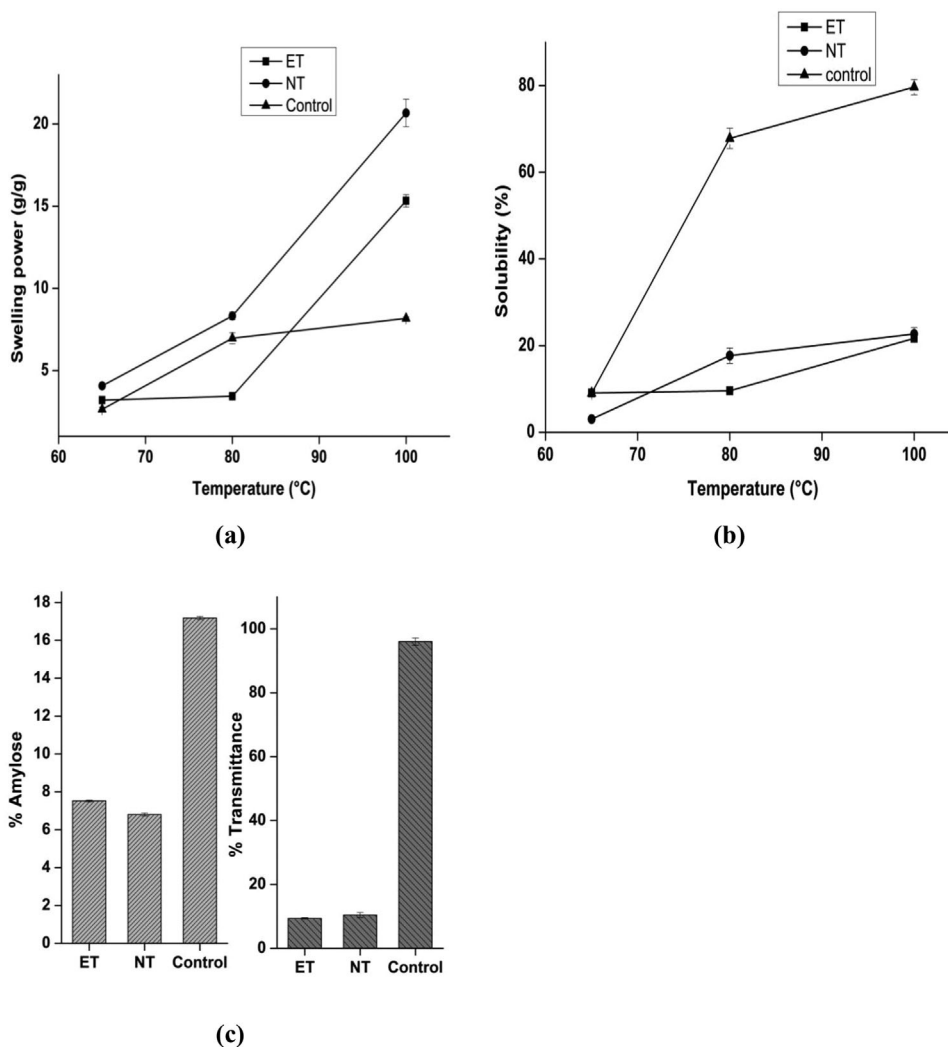 ET
NT
Control
Swelling power (g/g)
20
15
10
5
60
70
80
90
100
Temperature (°C)
(a)
ET
NT
control
Solubility (%)
80
60
40
20
0
60
70
80
90
100
Temperature (°C)
(b)
% Amylose
18
16
14
12
10
8
6
4
2
0
ET
NT
Control
% Transmittance
100
80
60
40
20
0
ET
NT
Control
(c)